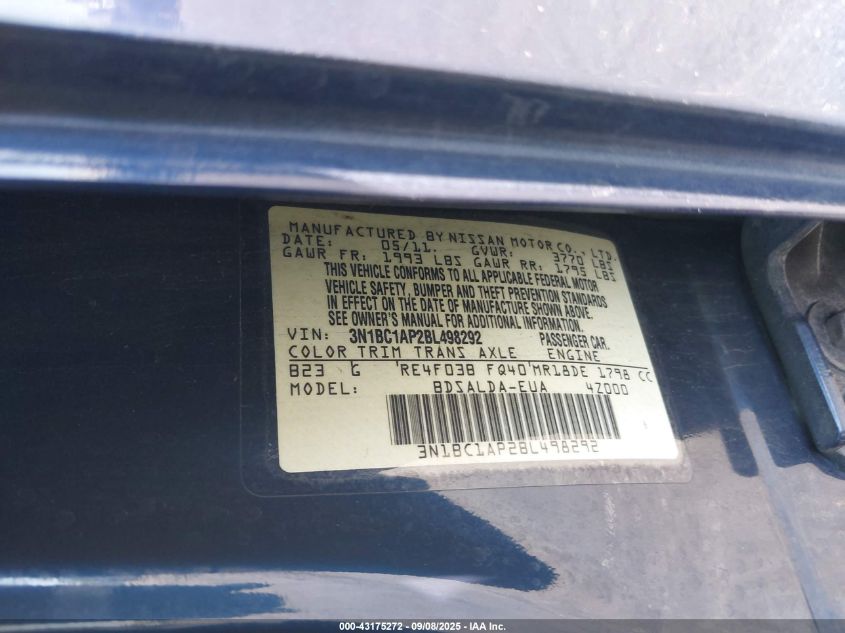 MANUFACTURED BY NISSAN MOTOR CO., LTD.
DATE: 05/11. GVWR: 3770 LBS
GAWR FR: 1993 LBS GAWR RR: 1795 LBS
THIS VEHICLE CONFORMS TO ALL APPLICABLE FEDERAL MOTOR
VEHICLE SAFETY, BUMPER AND THEFT PREVENTION STANDARDS
IN EFFECT ON THE DATE OF MANUFACTURE SHOWN ABOVE.
SEE OWNER'S MANUAL FOR ADDITIONAL INFORMATION.
VIN: 3N1BC1AP2BL498292 PASSENGER CAR.
COLOR TRIM TRANS AXLE ENGINE
B23 G RE4F03B FQ40 MR18DE 1798 CC
MODEL: BDSALDA-EUA 4Z000
3N1BC1AP2BL498292
000-43175272 - 09/08/2025 - IAA Inc.